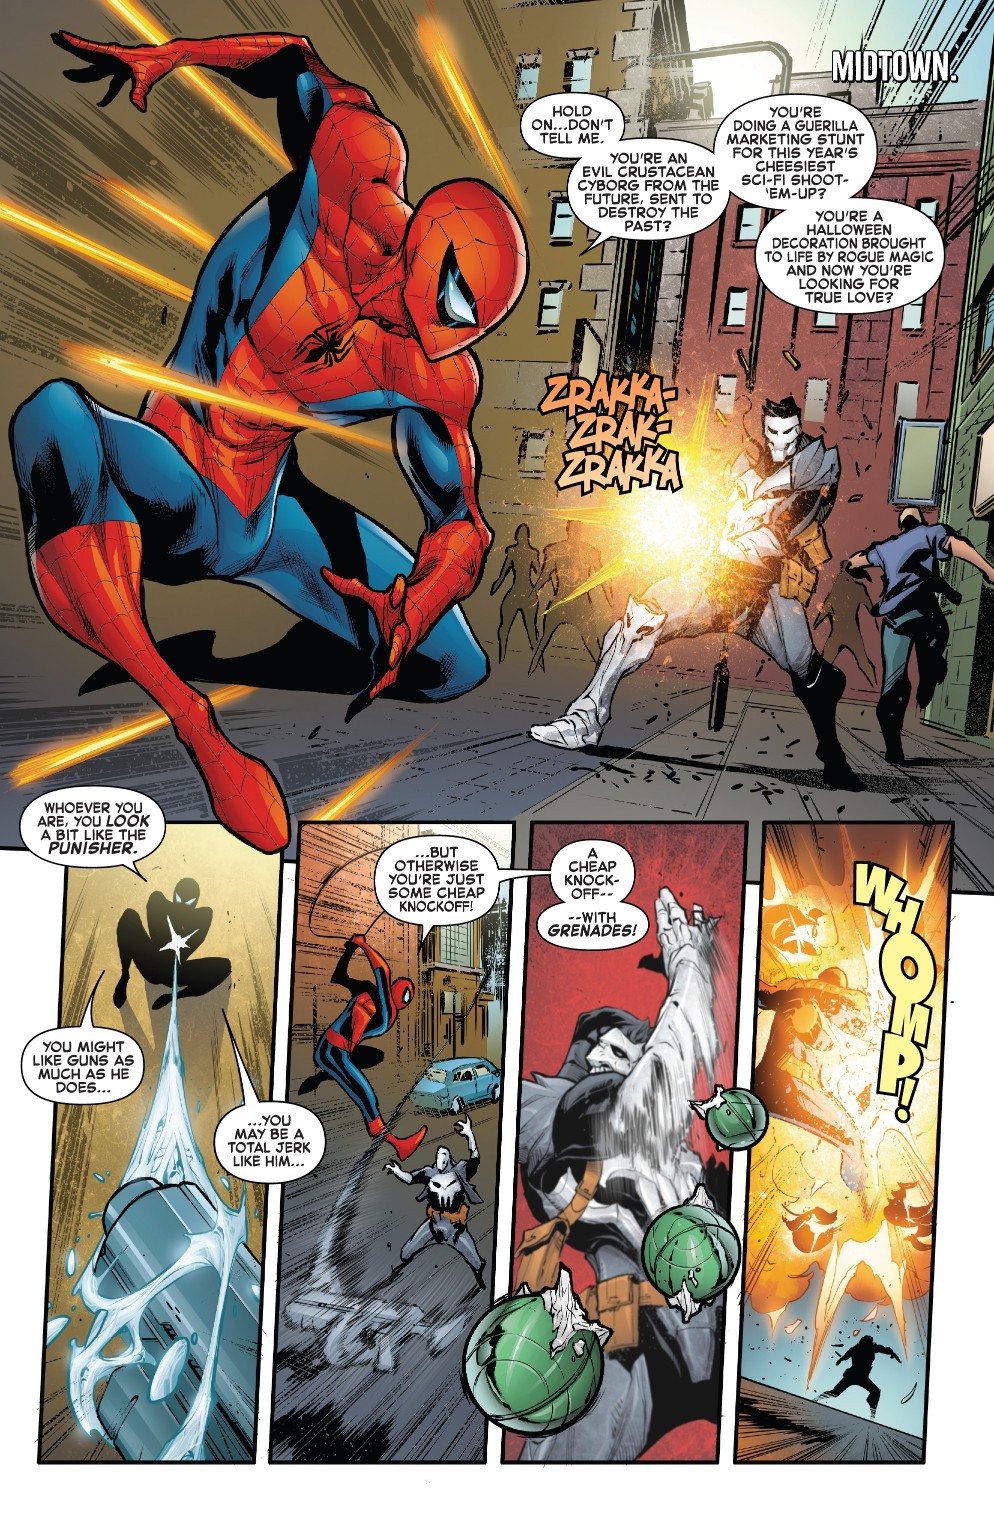 MIDTOWN.
HOLD
ON...DON'T
TELL ME.
YOU'RE AN
EVIL CRUSTACEAN
CYBORG FROM THE
FUTURE, SENT TO
DESTROY THE
PAST?
YOU'RE
DOING A GUERILLA
MARKETING STUNT
FOR THIS YEAR'S
CHEESIEST
SCI-FI SHOOT-
'EM-UP?
YOU'RE A
HALLOWEEN
DECORATION BROUGHT
TO LIFE BY ROGUE MAGIC
AND NOW YOU'RE
LOOKING FOR
TRUE LOVE?
ZRAKKA-
ZRAK-
ZRAKKA
WHOEVER YOU
ARE, YOU LOOK
A BIT LIKE THE
PUNISHER.
YOU MIGHT
LIKE GUNS AS
MUCH AS HE
DOES...
...YOU
MAY BE A
TOTAL JERK
LIKE HIM...
...BUT
OTHERWISE
YOU'RE JUST
SOME CHEAP
KNOCKOFF!
A
CHEAP
KNOCK-
OFF--
--WITH
GRENADES!
WHOMP!